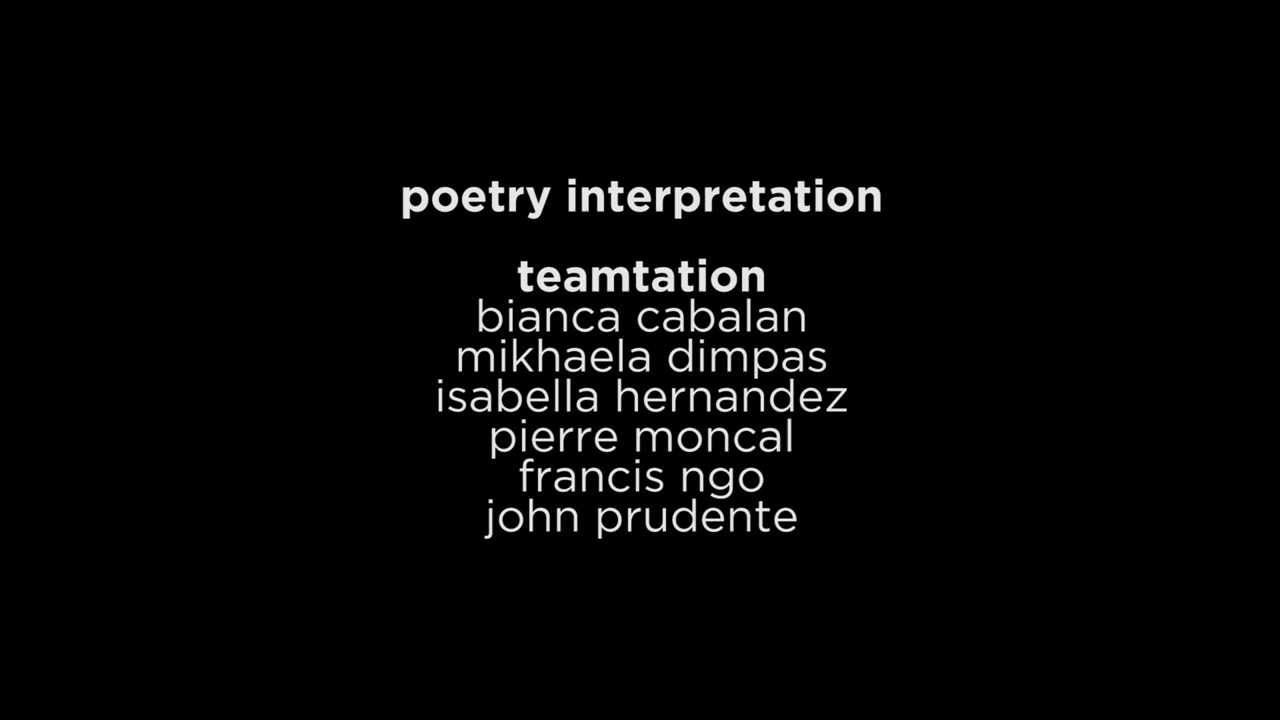 poetry interpretation
teamtation
bianca cabalan
mikhaela dimpas
isabella hernandez
pierre moncal
francis ngo
john prudente